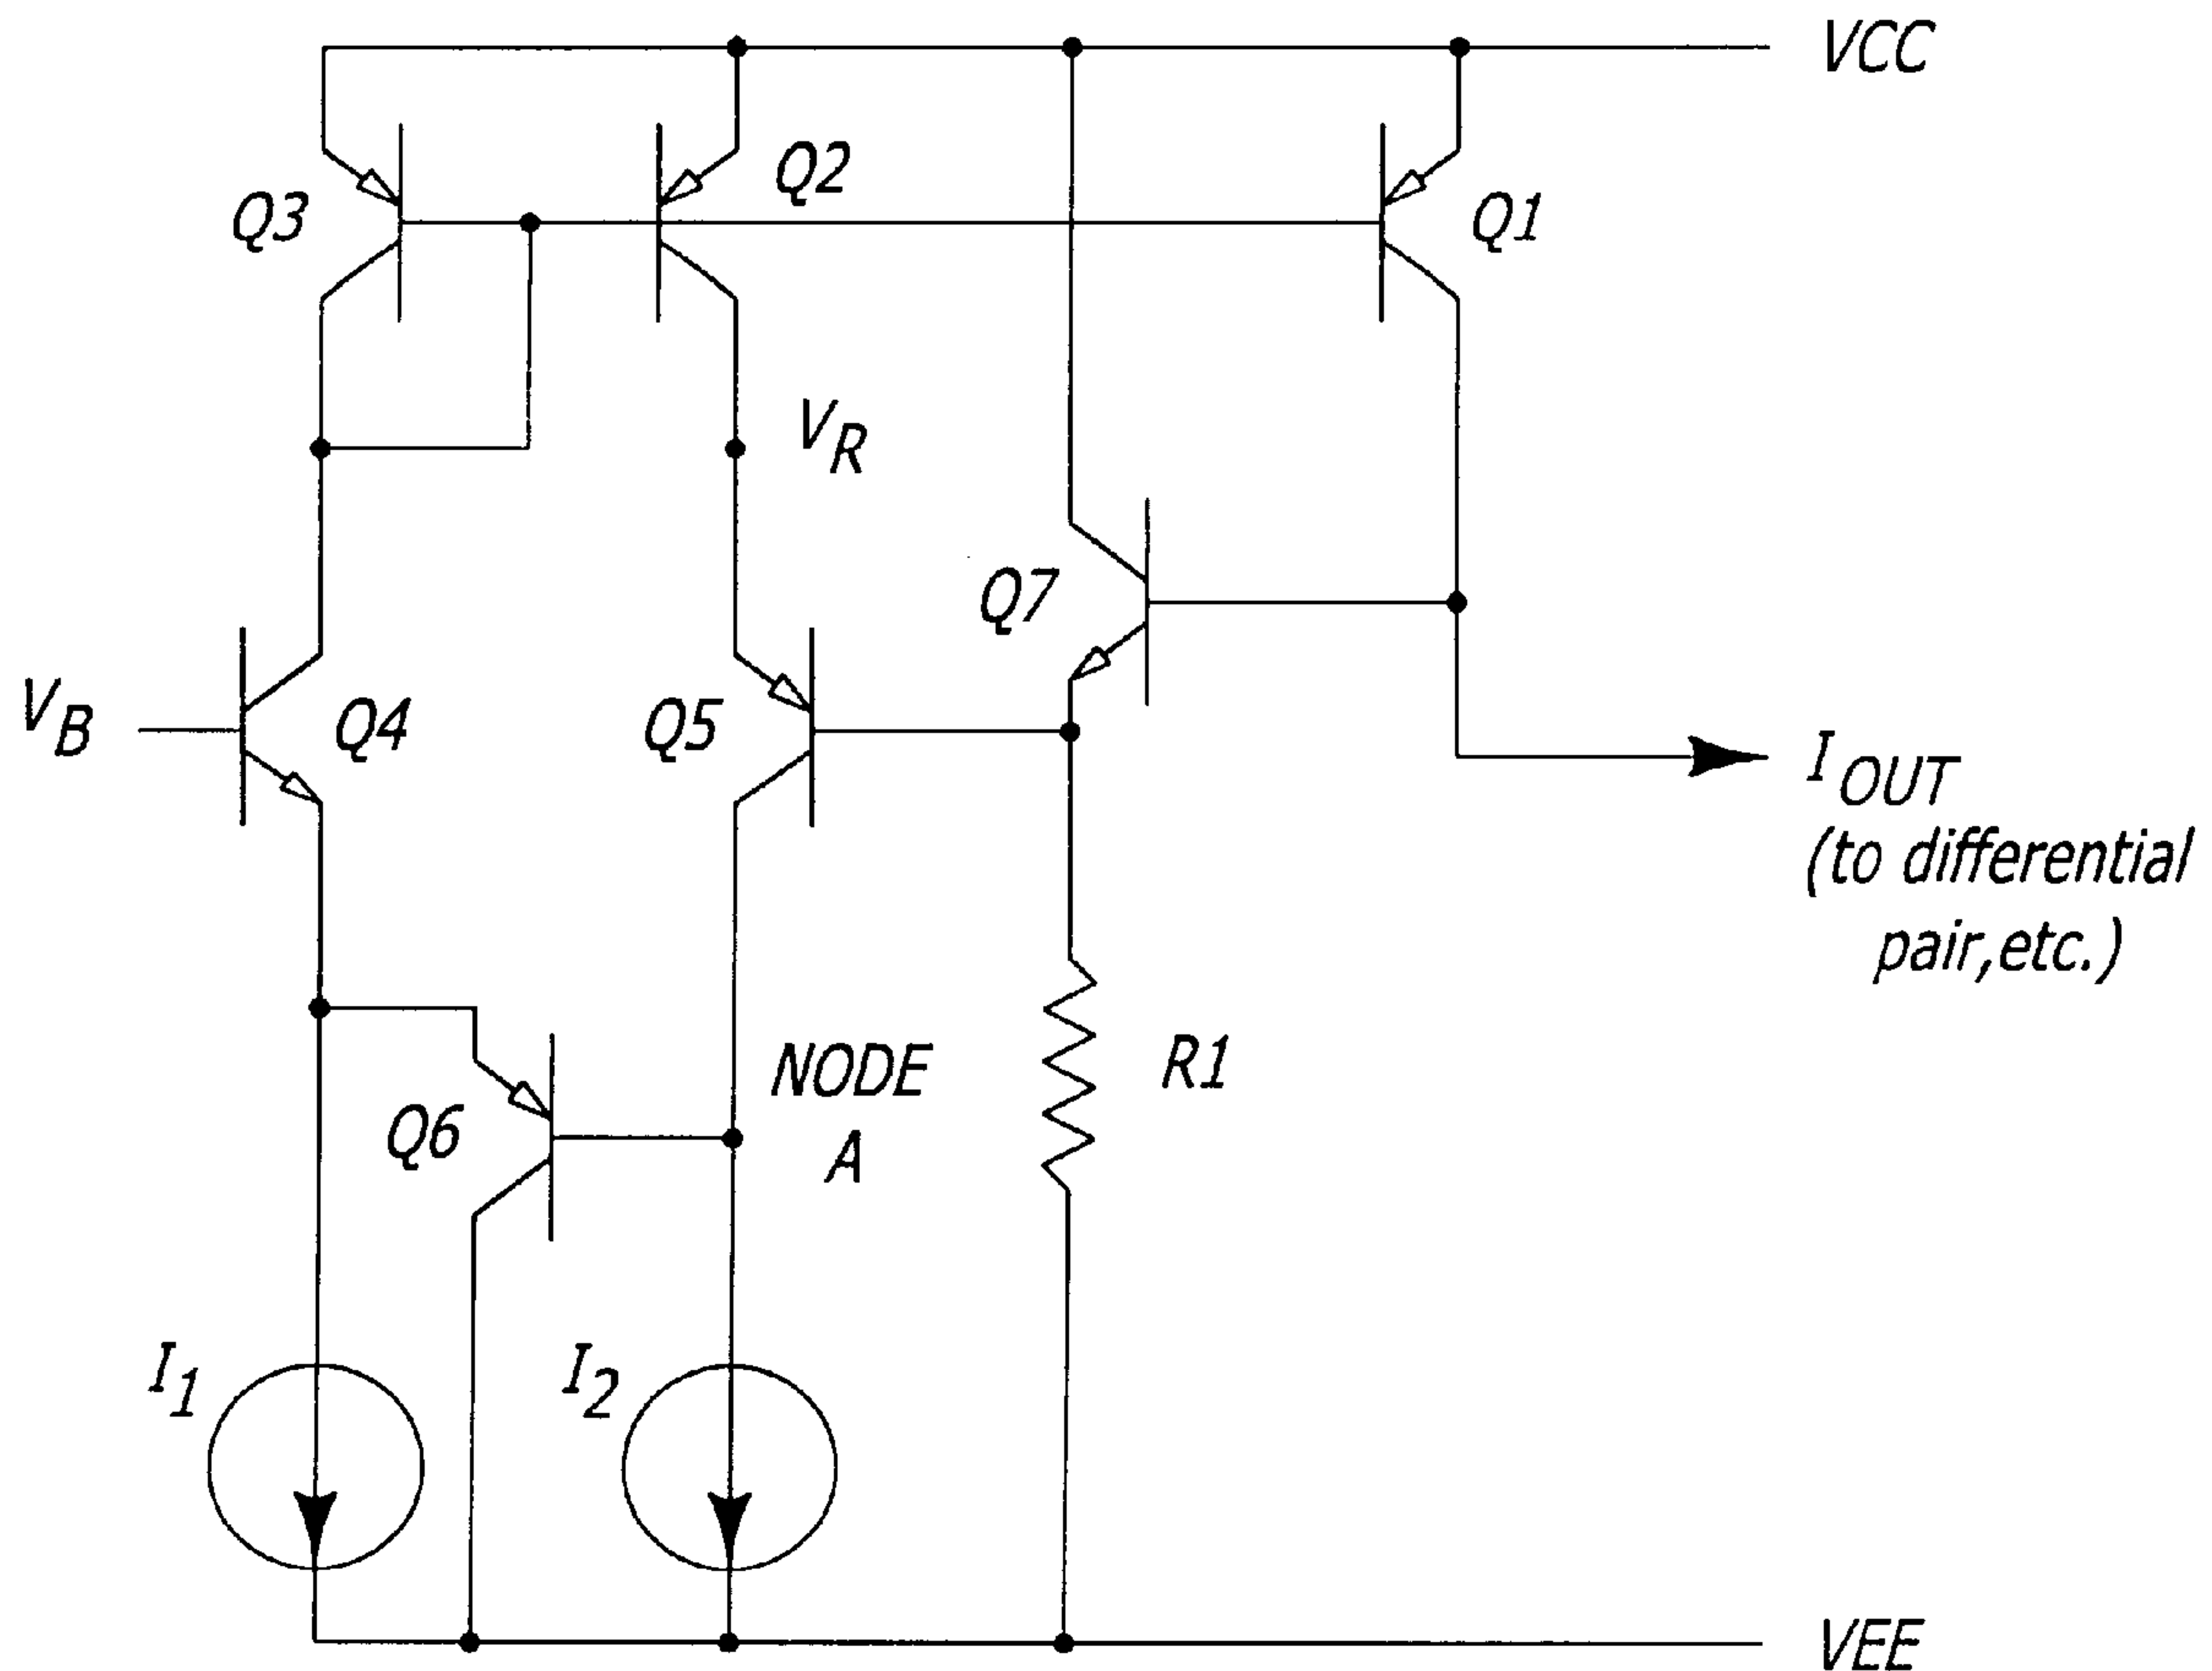 VCC
Q3
Q2
Q1
VR
Q7
VB
Q4
Q5
IOUT
(to differential
pair,etc.)
Q6
NODE
A
R1
I1
I2
VEE